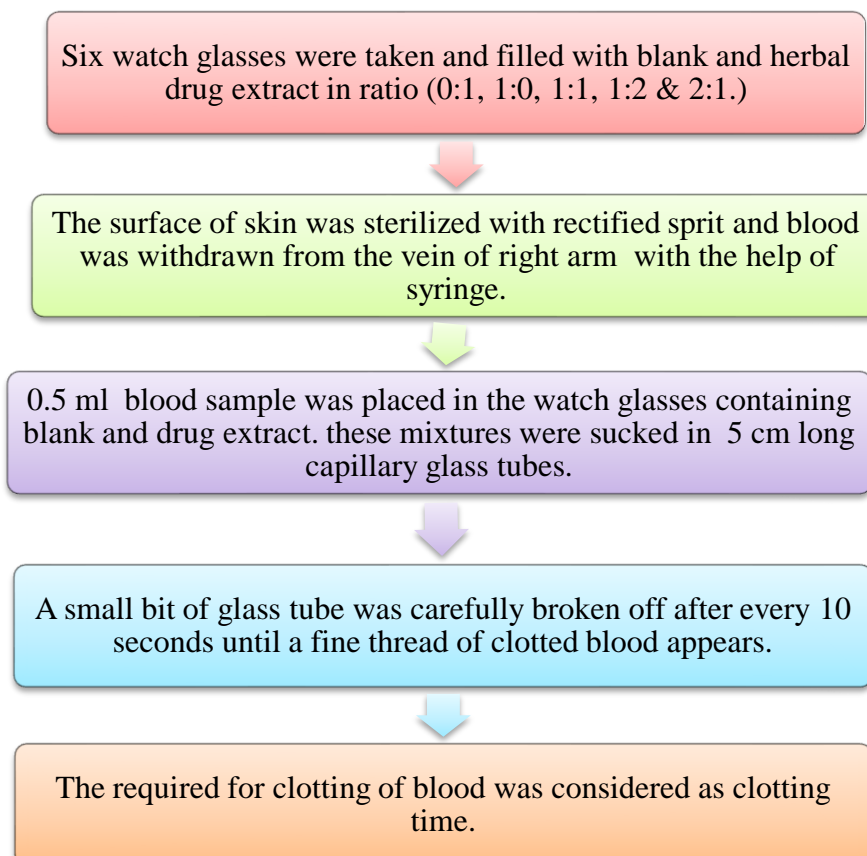 Six watch glasses were taken and filled with blank and herbal
drug extract in ratio (0:1, 1:0, 1:1, 1:2 & 2:1.)
The surface of skin was sterilized with rectified sprit and blood
was withdrawn from the vein of right arm with the help of
syringe.
0.5 ml blood sample was placed in the watch glasses containing
blank and drug extract. these mixtures were sucked in 5 cm long
capillary glass tubes.
A small bit of glass tube was carefully broken off after every 10
seconds until a fine thread of clotted blood appears.
The required for clotting of blood was considered as clotting
time.